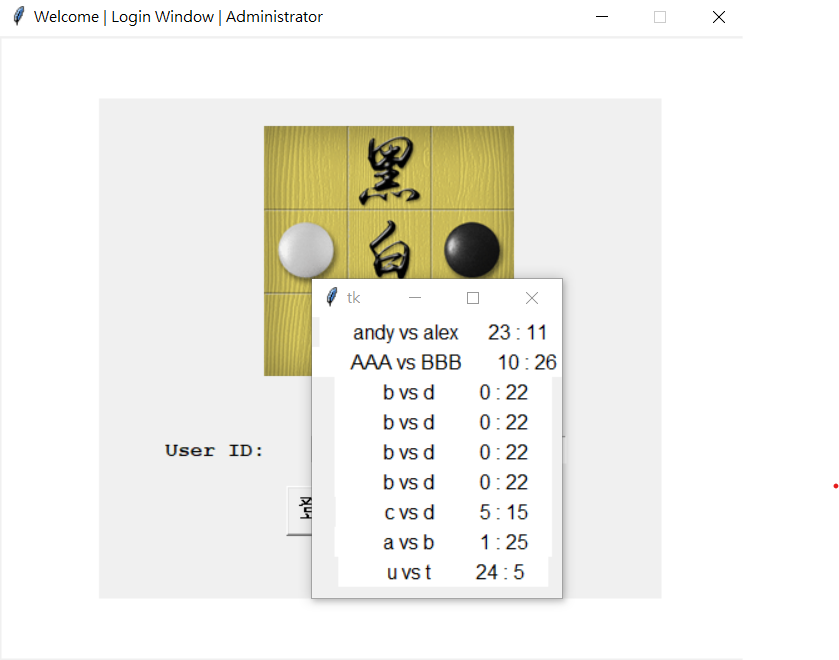 Welcome | Login Window | Administrator
黑
白
tk
andy vs alex 23 : 11
AAA vs BBB 10 : 26
b vs d 0 : 22
b vs d 0 : 22
b vs d 0 : 22
b vs d 0 : 22
c vs d 5 : 15
a vs b 1 : 25
u vs t 24 : 5
User ID: